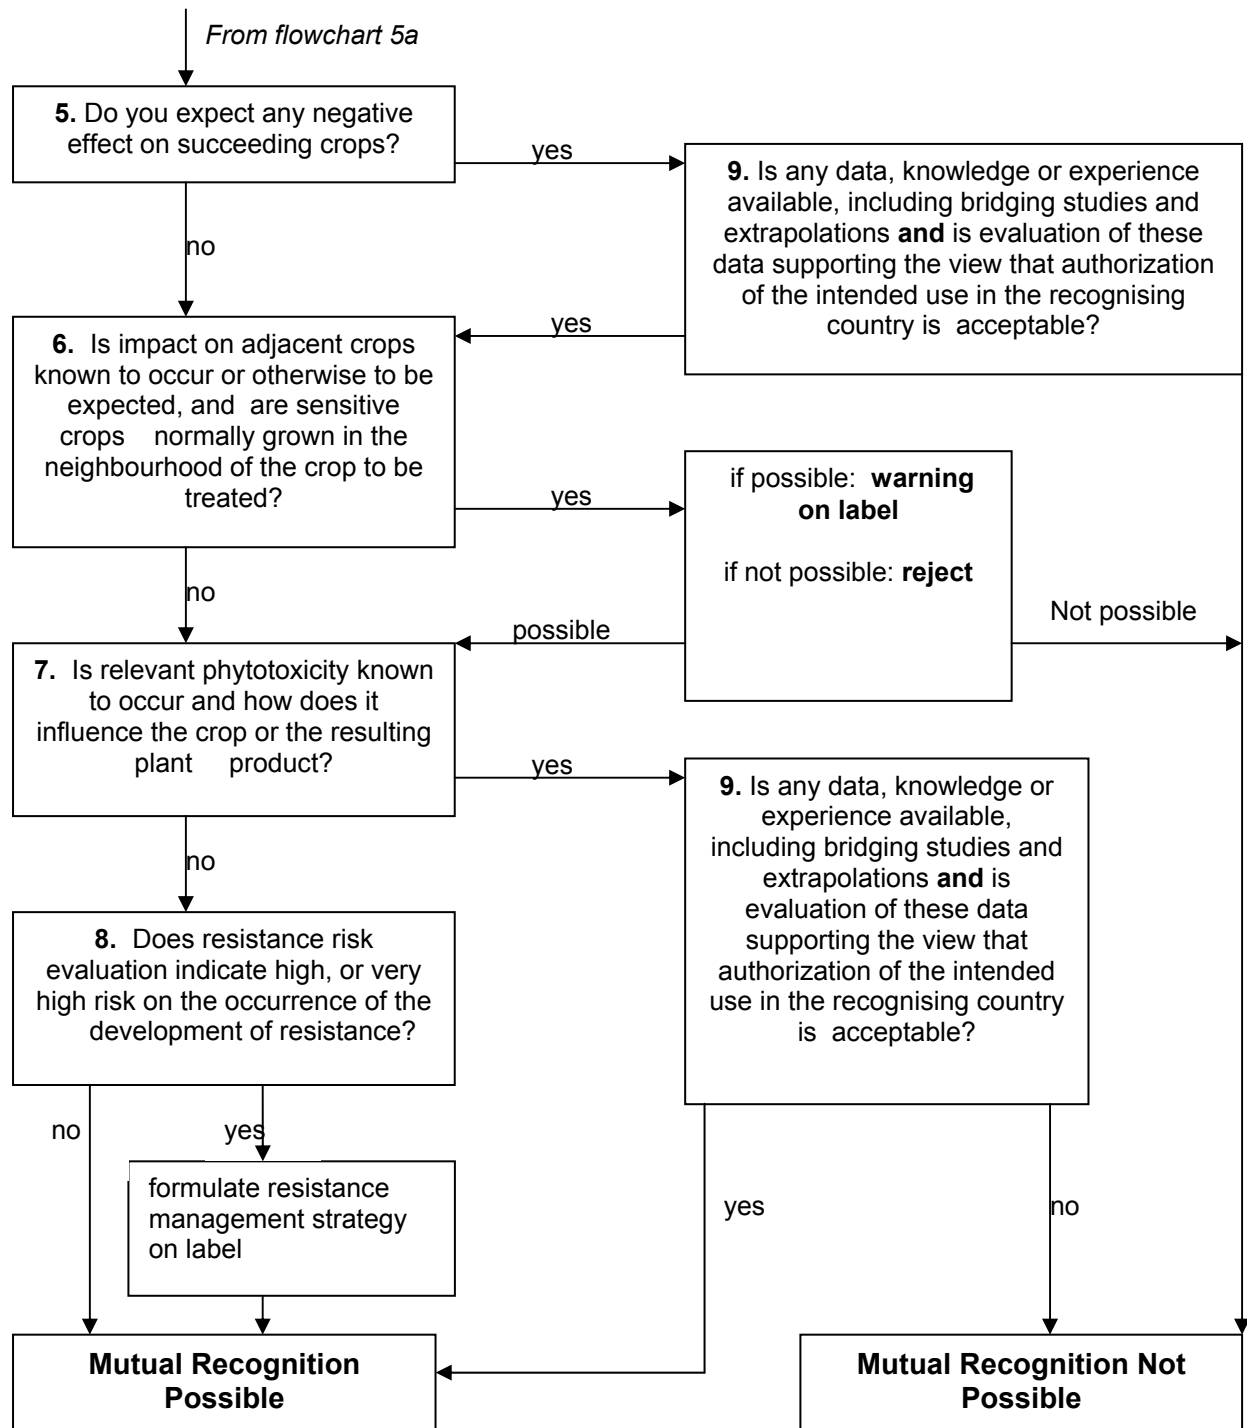 From flowchart 5a
5. Do you expect any negative
effect on succeeding crops?
yes
9. Is any data, knowledge or experience
available, including bridging studies and
extrapolations and is evaluation of these
data supporting the view that authorization
of the intended use in the recognising
country is acceptable?
no
yes
6. Is impact on adjacent crops
known to occur or otherwise to be
expected, and are sensitive
crops normally grown in the
neighbourhood of the crop to be
treated?
yes
if possible: warning
on label
if not possible: reject
no
possible
Not possible
7. Is relevant phytotoxicity known
to occur and how does it
influence the crop or the resulting
plant product?
yes
9. Is any data, knowledge or
experience available,
including bridging studies and
extrapolations and is
evaluation of these data
supporting the view that
authorization of the intended
use in the recognising country
is acceptable?
no
8. Does resistance risk
evaluation indicate high, or very
high risk on the occurrence of the
development of resistance?
no
yes
formulate resistance
management strategy
on label
yes
no
Mutual Recognition
Possible
Mutual Recognition Not
Possible